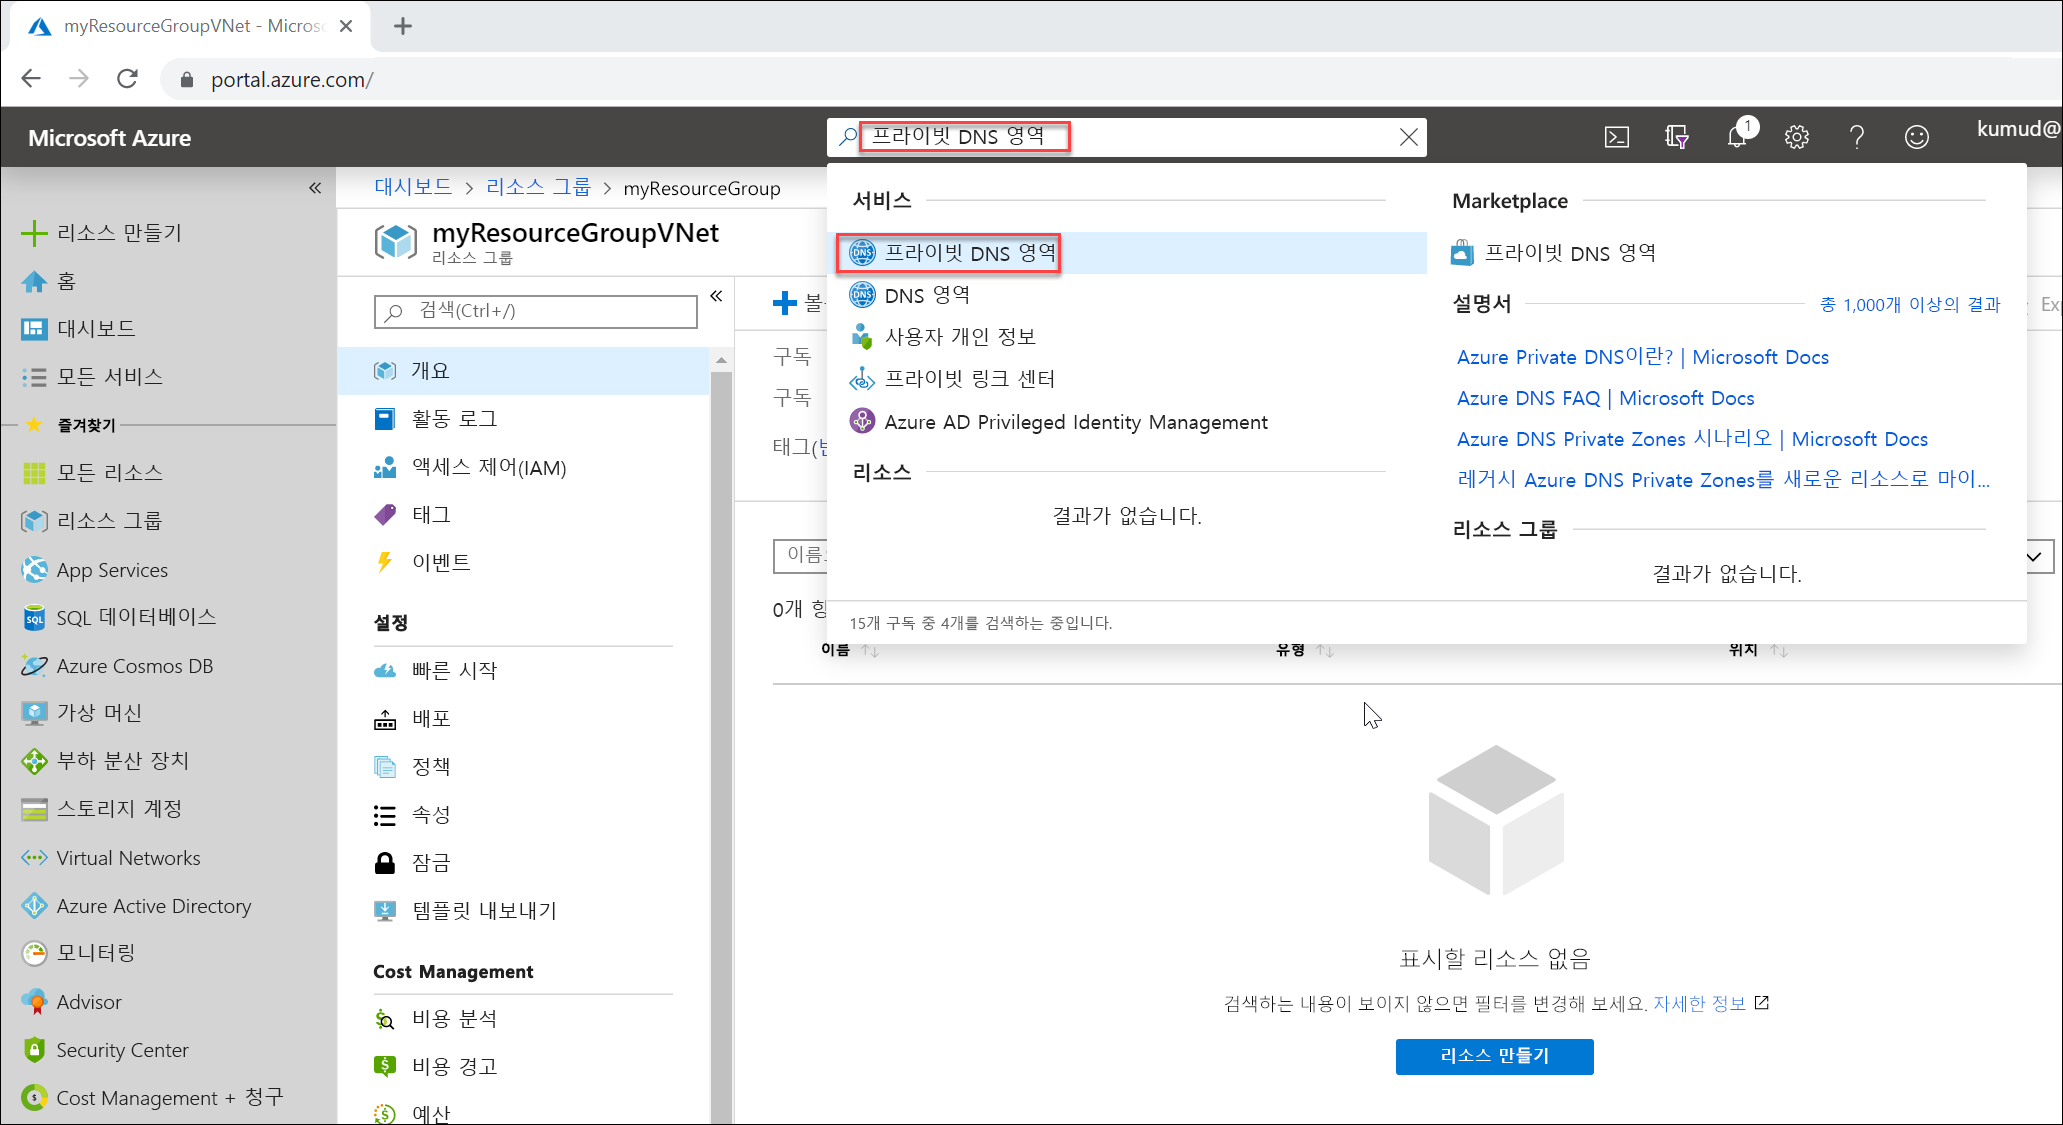 myResourceGroupVNet - Micros
portal.azure.com/
Microsoft Azure
프라이빗 DNS 영역
1
kumud@
대시보드 > 리소스 그룹 > myResourceGroup
myResourceGroupVNet
리소스 그룹
리소스 만들기
홈
대시보드
모든 서비스
즐겨찾기
모든 리소스
리소스 그룹
App Services
SQL 데이터베이스
Azure Cosmos DB
가상 머신
부하 분산 장치
스토리지 계정
Virtual Networks
Azure Active Directory
모니터링
Advisor
Security Center
Cost Management + 청구
검색(Ctrl+/)
개요
활동 로그
액세스 제어(IAM)
태그
이벤트
설정
빠른 시작
배포
정책
속성
잠금
템플릿 내보내기
Cost Management
비용 분석
비용 경고
예산
서비스
프라이빗 DNS 영역
DNS 영역
사용자 개인 정보
프라이빗 링크 센터
Azure AD Privileged Identity Management
리소스
결과가 없습니다.
Marketplace
프라이빗 DNS 영역
설명서
총 1,000개 이상의 결과
Azure Private DNS이란? | Microsoft Docs
Azure DNS FAQ | Microsoft Docs
Azure DNS Private Zones 시나리오 | Microsoft Docs
레거시 Azure DNS Private Zones를 새로운 리소스로 마이...
리소스 그룹
결과가 없습니다.
15개 구독 중 4개를 검색하는 중입니다.
구독
구독
태그(
0개
이름
유형
위치
표시할 리소스 없음
검색하는 내용이 보이지 않으면 필터를 변경해 보세요. 자세한 정보
리소스 만들기